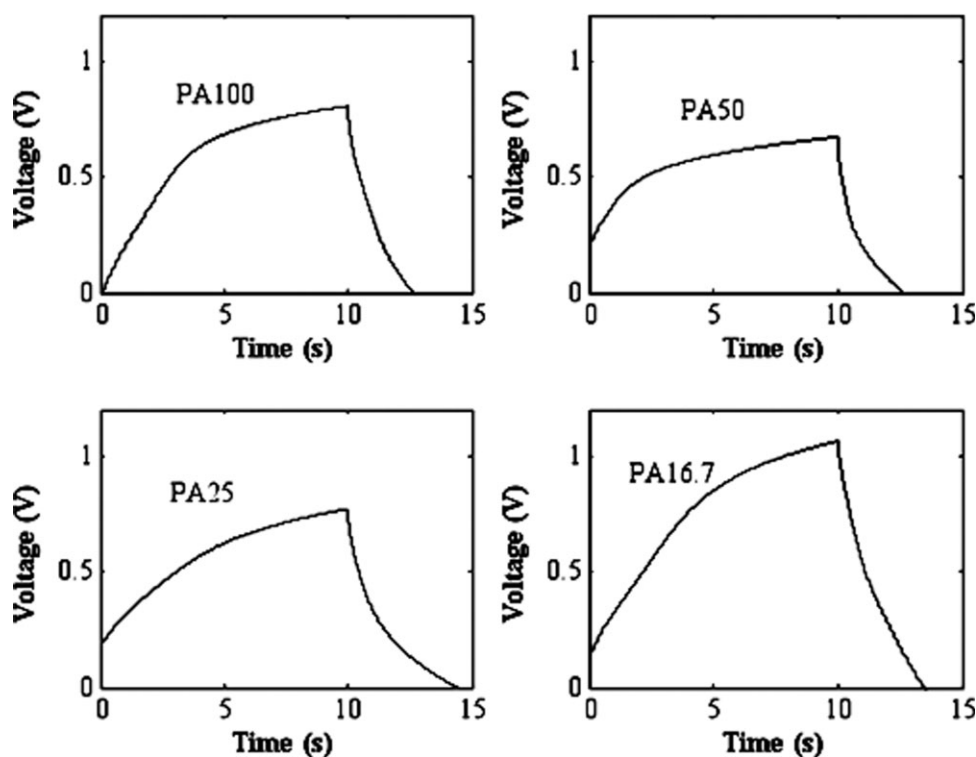 1
PA100
PA50
Voltage (V)
0.5
0
0 5 10 15
Time (s)
1
Voltage (V)
0.5
0
0 5 10 15
Time (s)
1
PA25
Voltage (V)
0.5
0
0 5 10 15
Time (s)
1
PA16.7
Voltage (V)
0.5
0
0 5 10 15
Time (s)